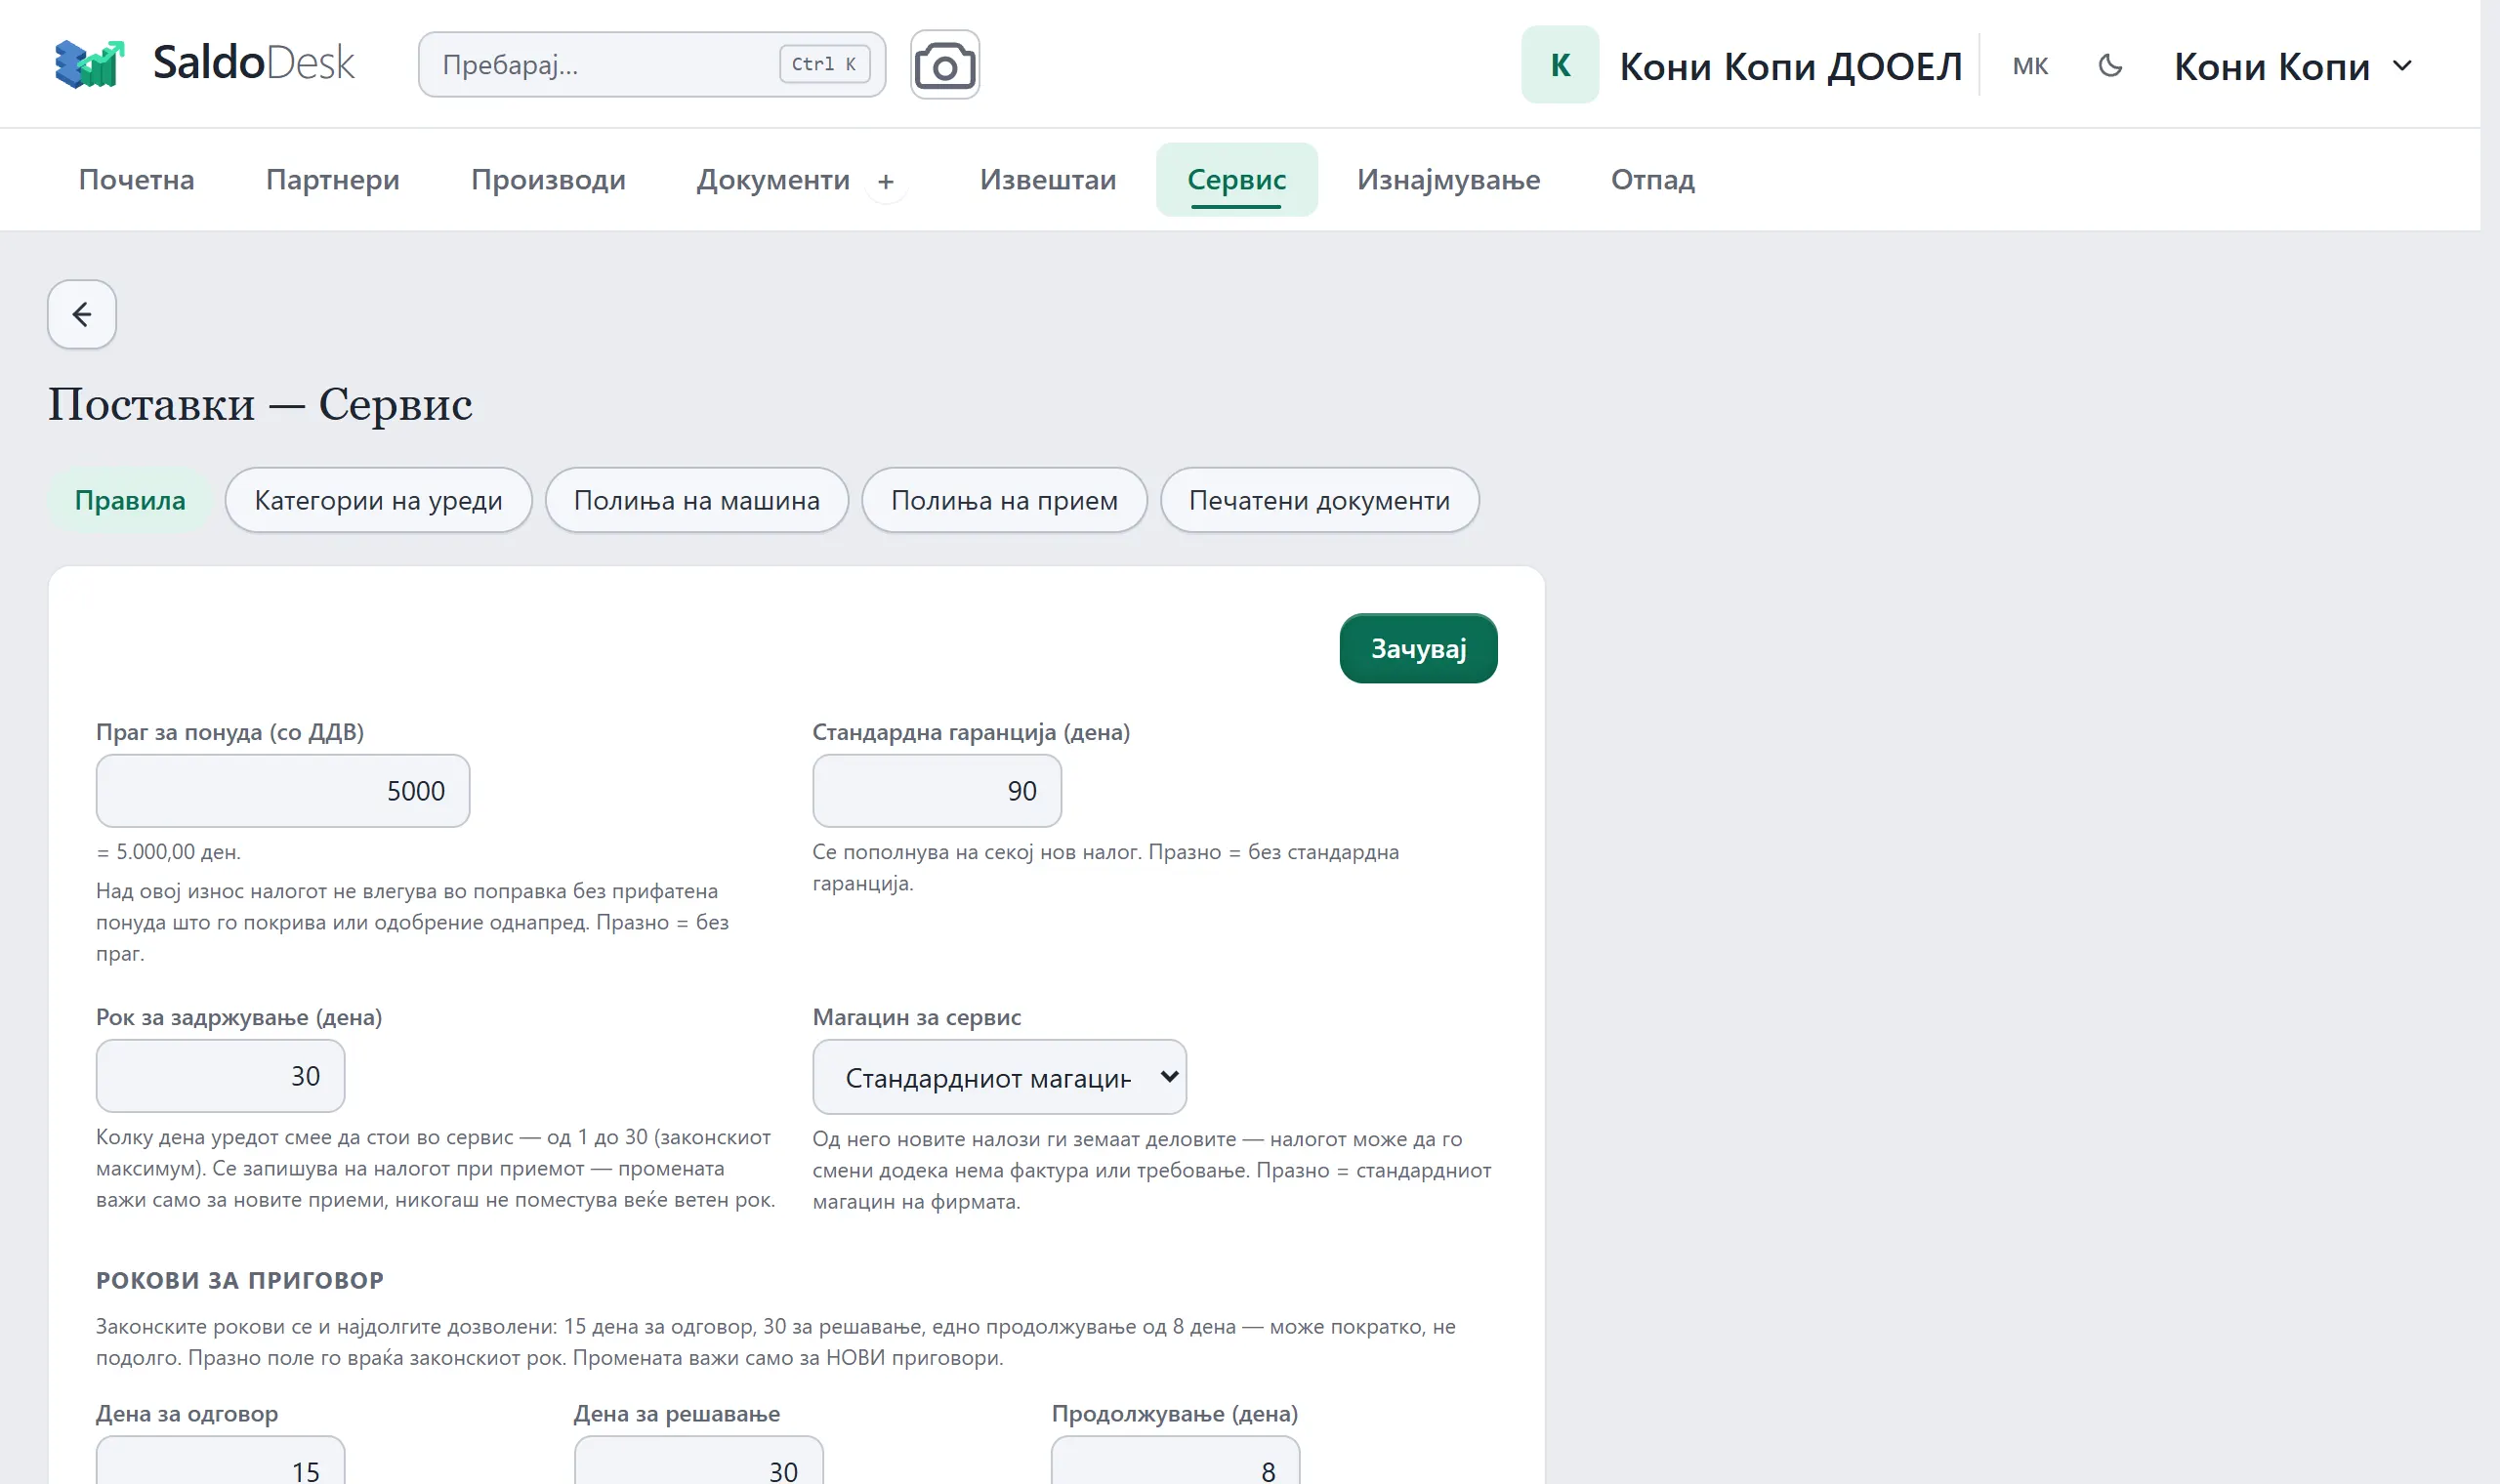 SaldoDesk
Пребарај...
Ctrl K
К
Кони Копи ДООЕЛ
МК
Кони Копи
Почетна
Партнери
Производи
Документи +
Извештаи
Сервис
Изнајмување
Отпад
Поставки — Сервис
Правила
Категории на уреди
Полиња на машина
Полиња на прием
Печатени документи
Зачувај
Праг за понуда (со ДДВ)
5000
= 5.000,00 ден.
Над овој износ налогот не влегува во поправка без прифатена
понуда што го покрива или одобрение однапред. Празно = без
праг.
Стандардна гаранција (дена)
90
Се пополнува на секој нов налог. Празно = без стандардна
гаранција.
Рок за задржување (дена)
30
Колку дена уредот смее да стои во сервис — од 1 до 30 (законскиот
максимум). Се запишува на налогот при приемот — промената
важи само за новите приеми, никогаш не поместува веќе ветен рок.
Магацин за сервис
Стандардниот магацин
Од него новите налози ги земаат деловите — налогот може да го
смени додека нема фактура или требовање. Празно = стандардниот
магацин на фирмата.
РОКОВИ ЗА ПРИГОВОР
Законските рокови се и најдолгите дозволени: 15 дена за одговор, 30 за решавање, едно продолжување од 8 дена — може пократко, не
подолго. Празно поле го враќа законскиот рок. Промената важи само за НОВИ приговори.
Дена за одговор
15
Дена за решавање
30
Продолжување (дена)
8